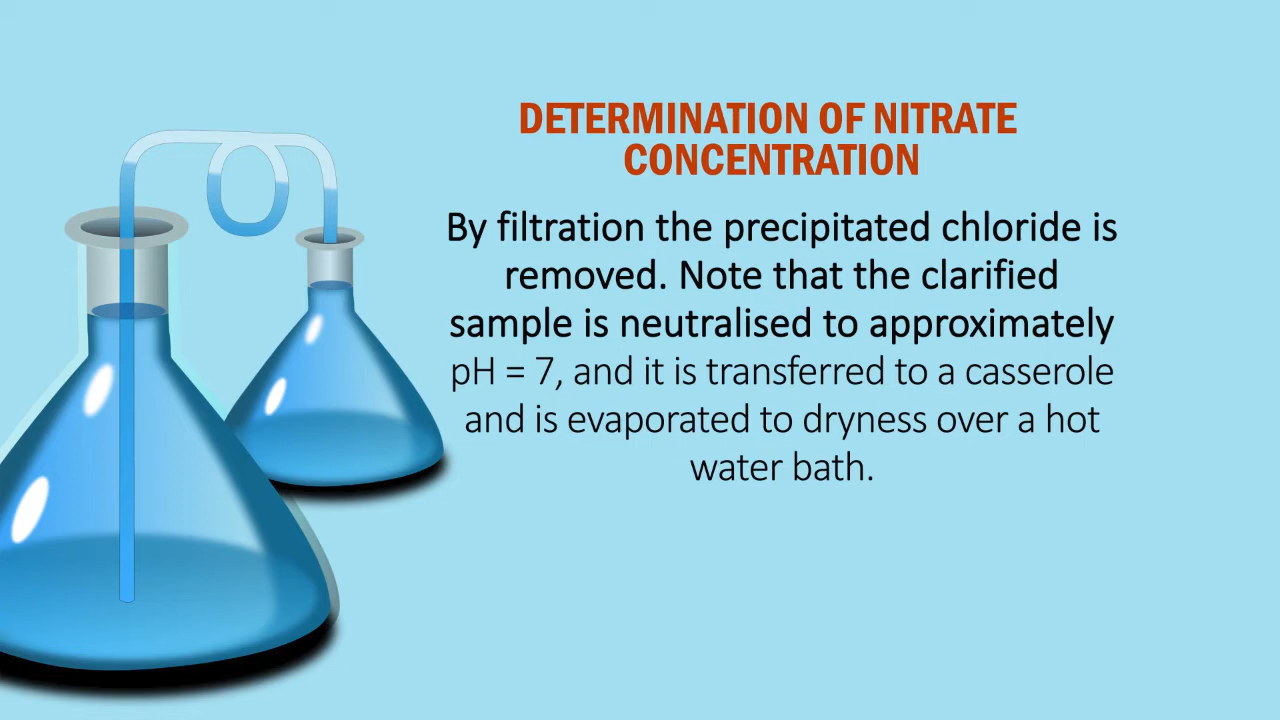 DETERMINATION OF NITRATE
CONCENTRATION
By filtration the precipitated chloride is
removed. Note that the clarified
sample is neutralised to approximately
pH = 7, and it is transferred to a casserole
and is evaporated to dryness over a hot
water bath.